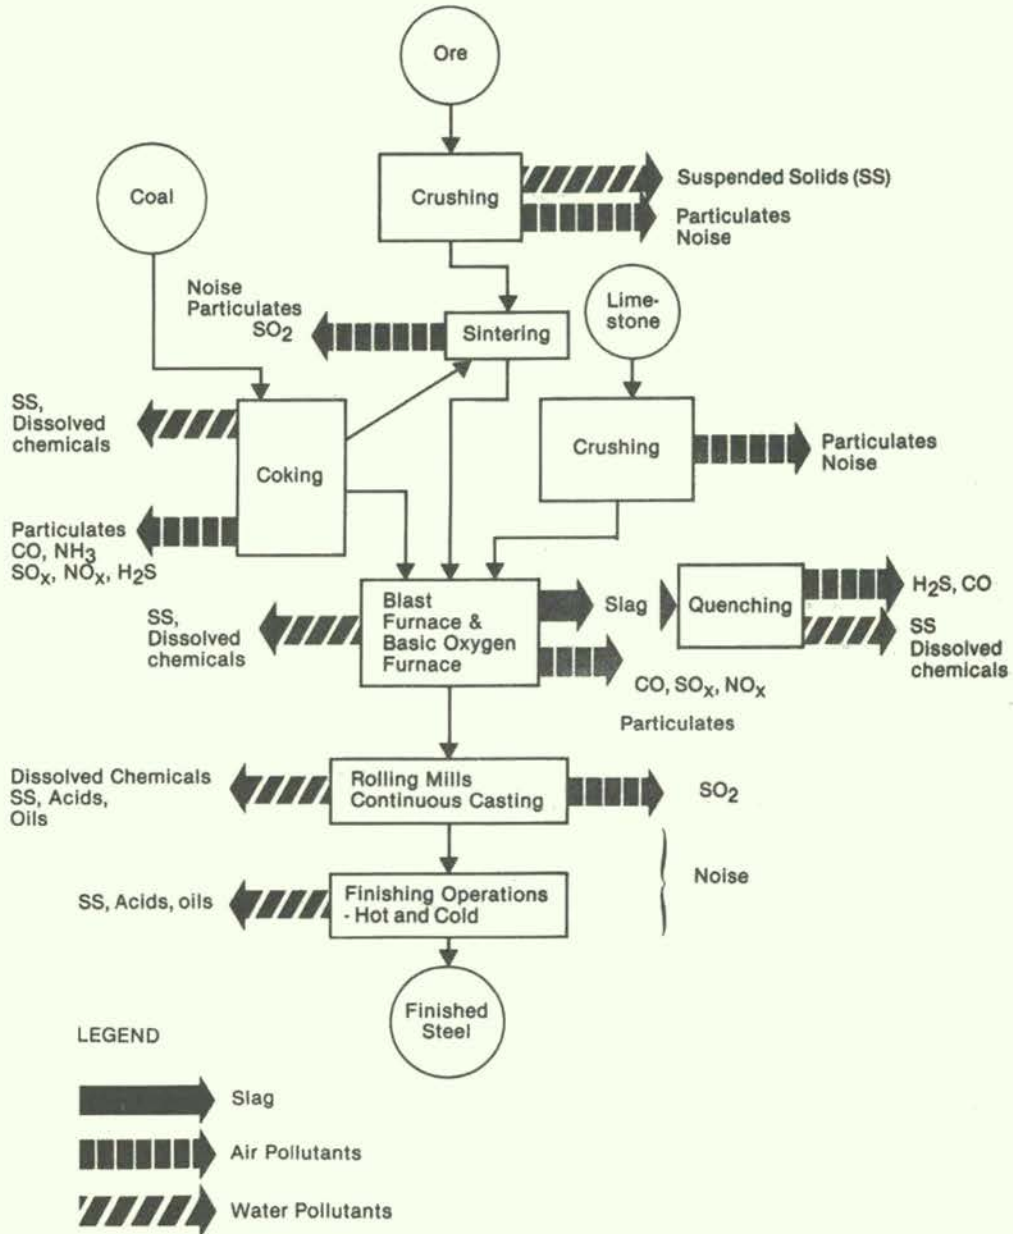 Ore
Coal
Crushing
Suspended Solids (SS)
Particulates
Noise
Noise
Particulates
SO2
Sintering
Lime-
stone
SS,
Dissolved
chemicals
Coking
Crushing
Particulates
Noise
Particulates
CO, NH3
SOx, NOx, H2S
SS,
Dissolved
chemicals
Blast
Furnace &
Basic Oxygen
Furnace
Slag
Quenching
H2S, CO
SS
Dissolved
chemicals
CO, SOx, NOx
Particulates
Dissolved Chemicals
SS, Acids,
Oils
Rolling Mills
Continuous Casting
SO2
Noise
SS, Acids, oils
Finishing Operations
- Hot and Cold
Finished
Steel
LEGEND
Slag
Air Pollutants
Water Pollutants